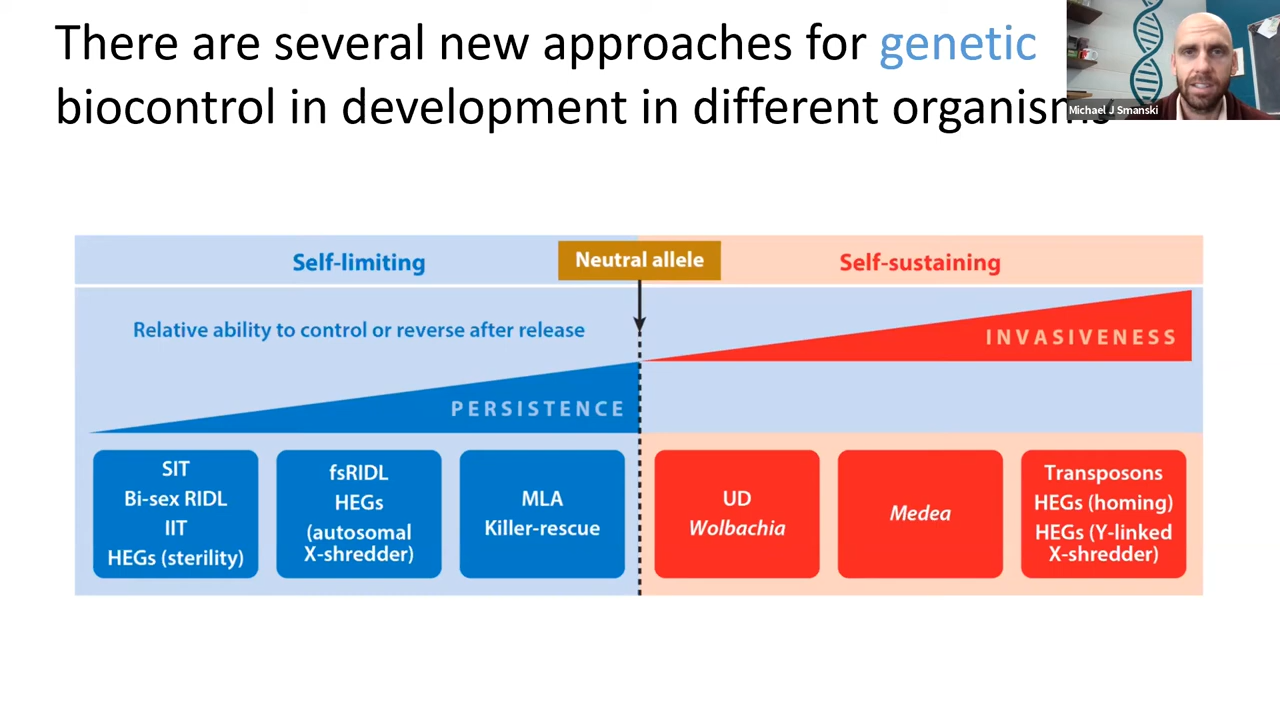 There are several new approaches for genetic
biocontrol in development in different organisms
Michael J Smanski
Self-limiting
Neutral allele
Self-sustaining
Relative ability to control or reverse after release
INVASIVENESS
PERSISTENCE
SIT
Bi-sex RIDL
IIT
HEGs (sterility)
fsRIDL
HEGs
(autosomal
X-shredder)
MLA
Killer-rescue
UD
Wolbachia
Medea
Transposons
HEGs (homing)
HEGs (Y-linked
X-shredder)